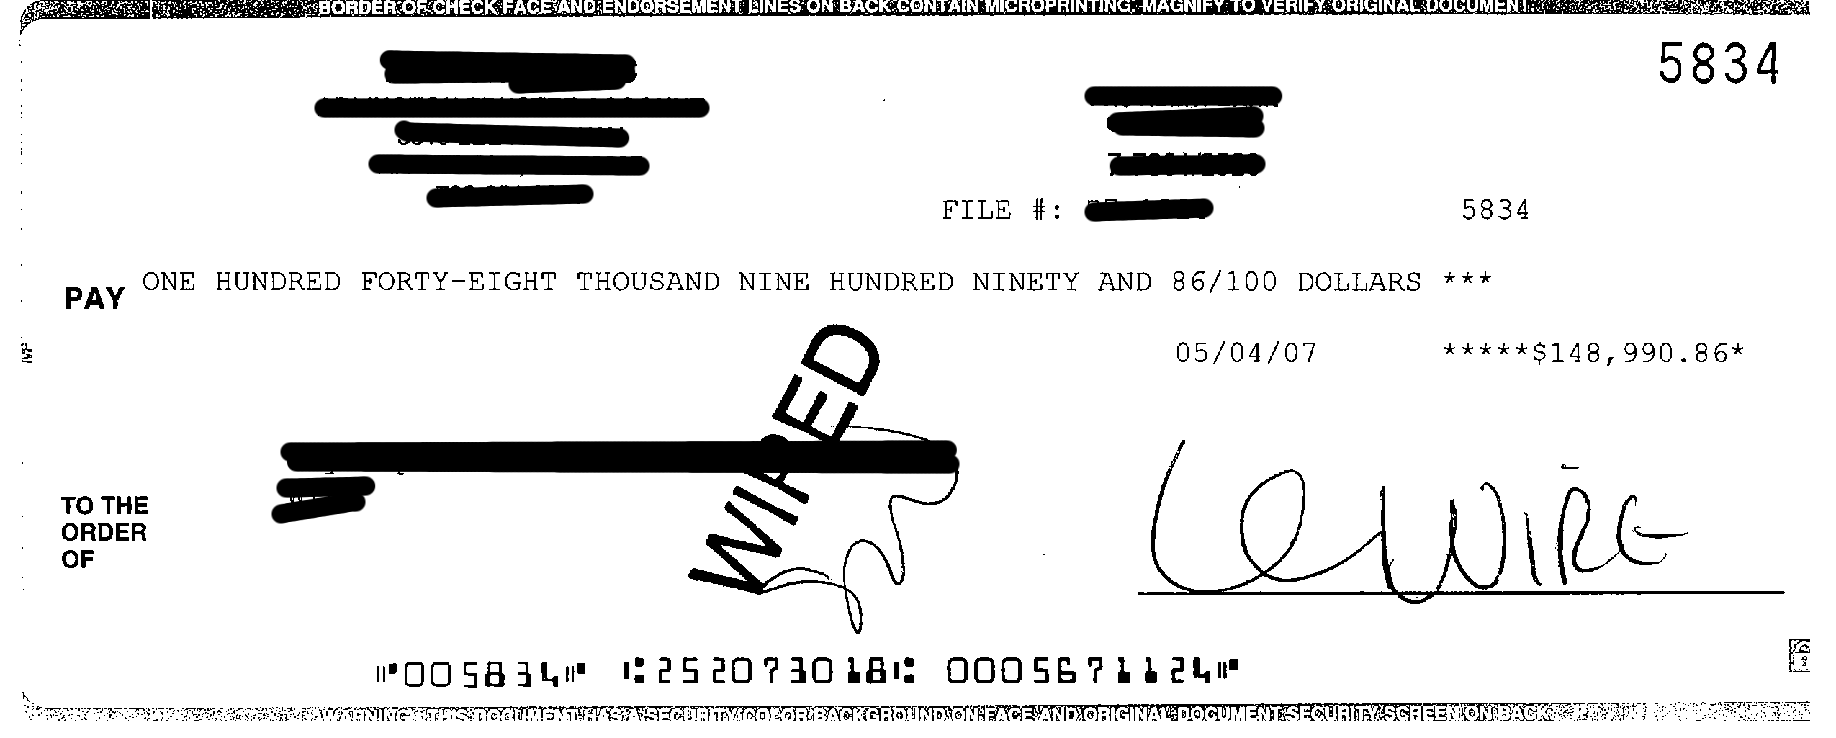 BORDER OF CHECK FACE AND ENDORSEMENT LINES ON BACK CONTAIN MICROPRINTING, MAGNIFY TO VERIFY ORIGINAL DOCUMENT
5834
FILE #: 5834
PAY ONE HUNDRED FORTY-EIGHT THOUSAND NINE HUNDRED NINETY AND 86/100 DOLLARS ***
05/04/07 *****$148,990.86*
WIRED
TO THE
ORDER
OF
WIRE
⑈005834⑈ ⑆252073018⑆ 0005671124⑈
WARNING: THIS DOCUMENT HAS A SECURITY COLOR BACKGROUND ON FACE AND ORIGINAL DOCUMENT SECURITY SCREEN ON BACK